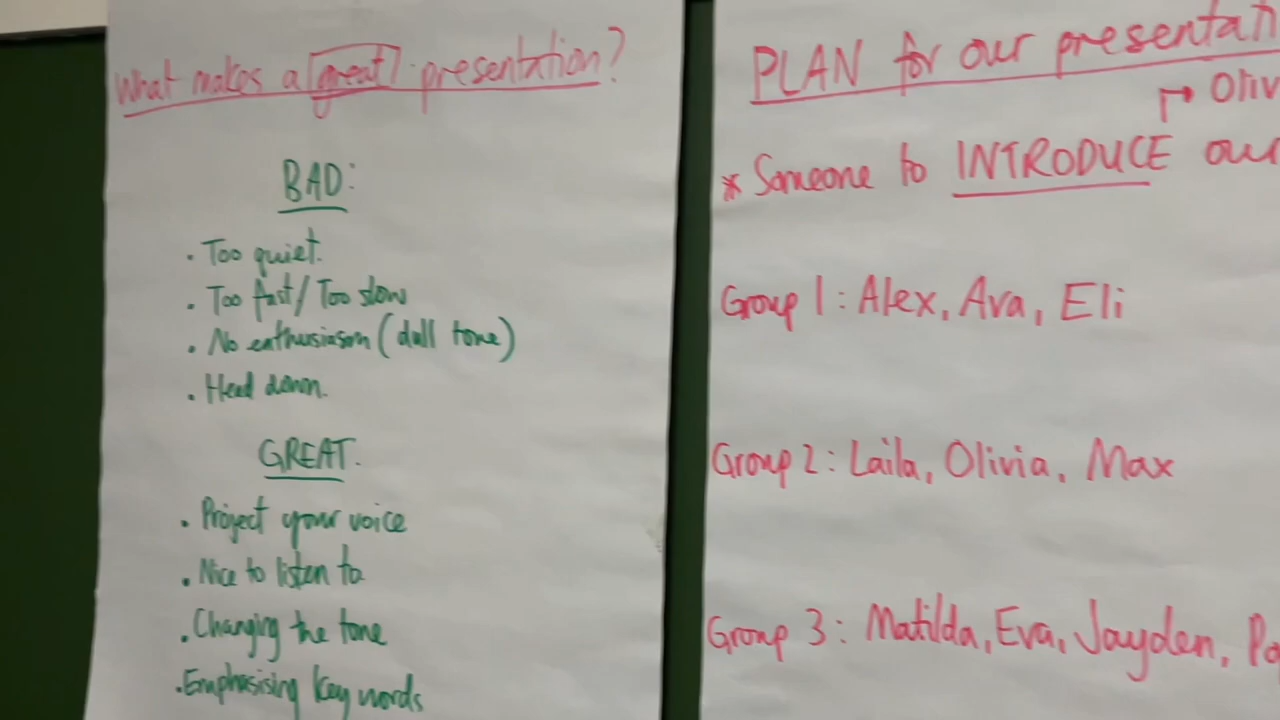 What makes a great presentation?
BAD:
. Too quiet.
. Too fast/ Too slow
. No enthusiasm (dull tone)
. Head down.
GREAT.
. Project your voice
. Nice to listen to
. Changing the tone
. Emphasising key words
PLAN for our presentati
Oliv
* Someone to INTRODUCE our
Group 1: Alex, Ava, Eli
Group 2: Laila, Olivia, Max
Group 3: Matilda, Eva, Jayden,